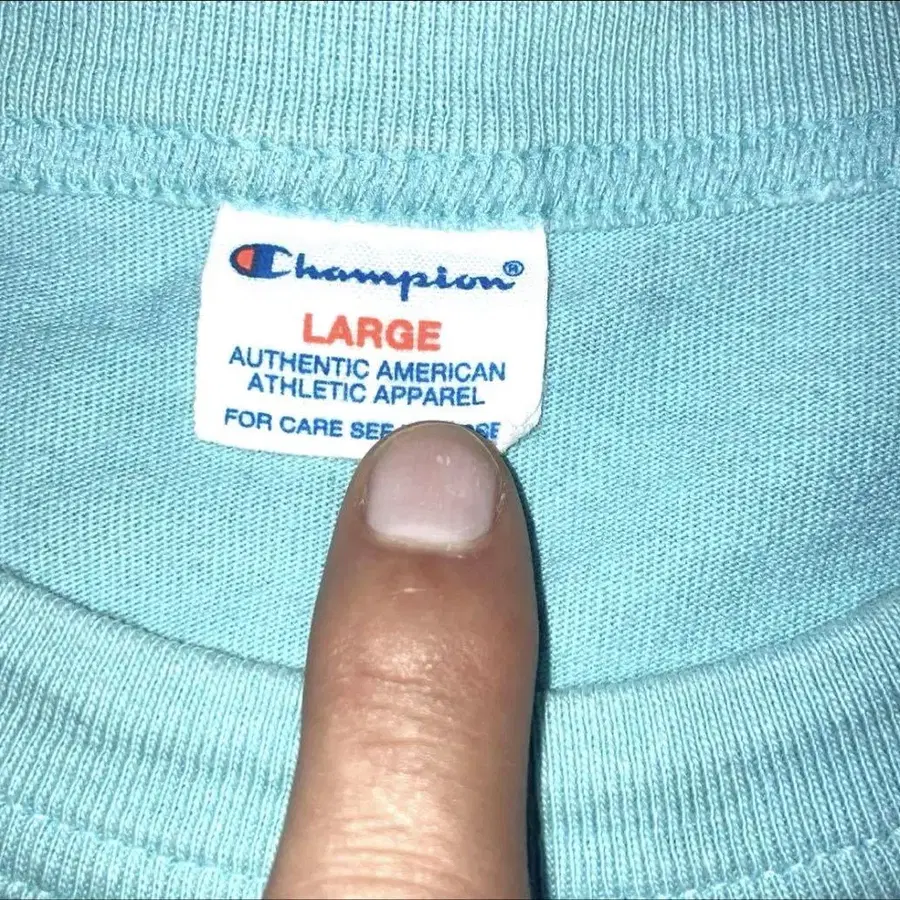 Champion®
LARGE
AUTHENTIC AMERICAN
ATHLETIC APPAREL
FOR CARE SEE